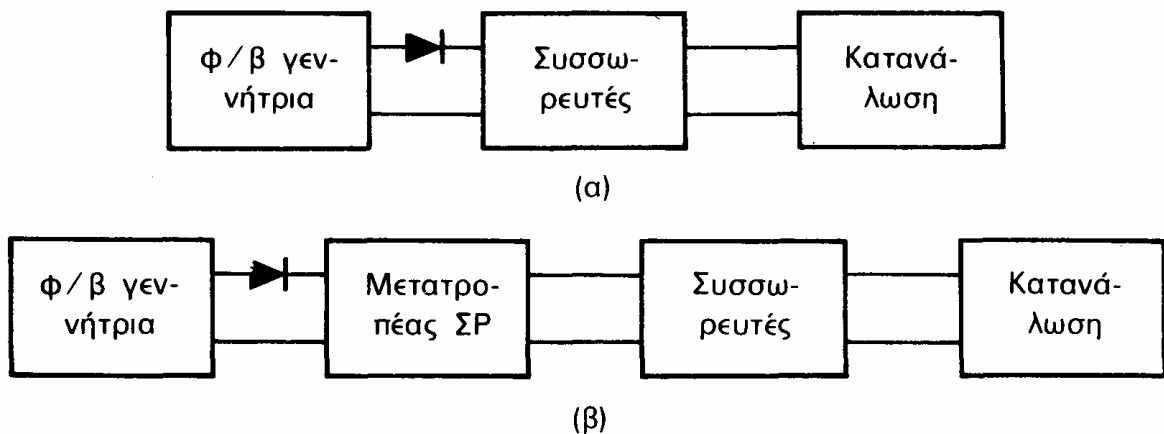 φ/β γεν-
νήτρια
Συσσω-
ρευτές
Κατανά-
λωση
(α)
φ/β γεν-
νήτρια
Μετατρο-
πέας ΣΡ
Συσσω-
ρευτές
Κατανά-
λωση
(β)